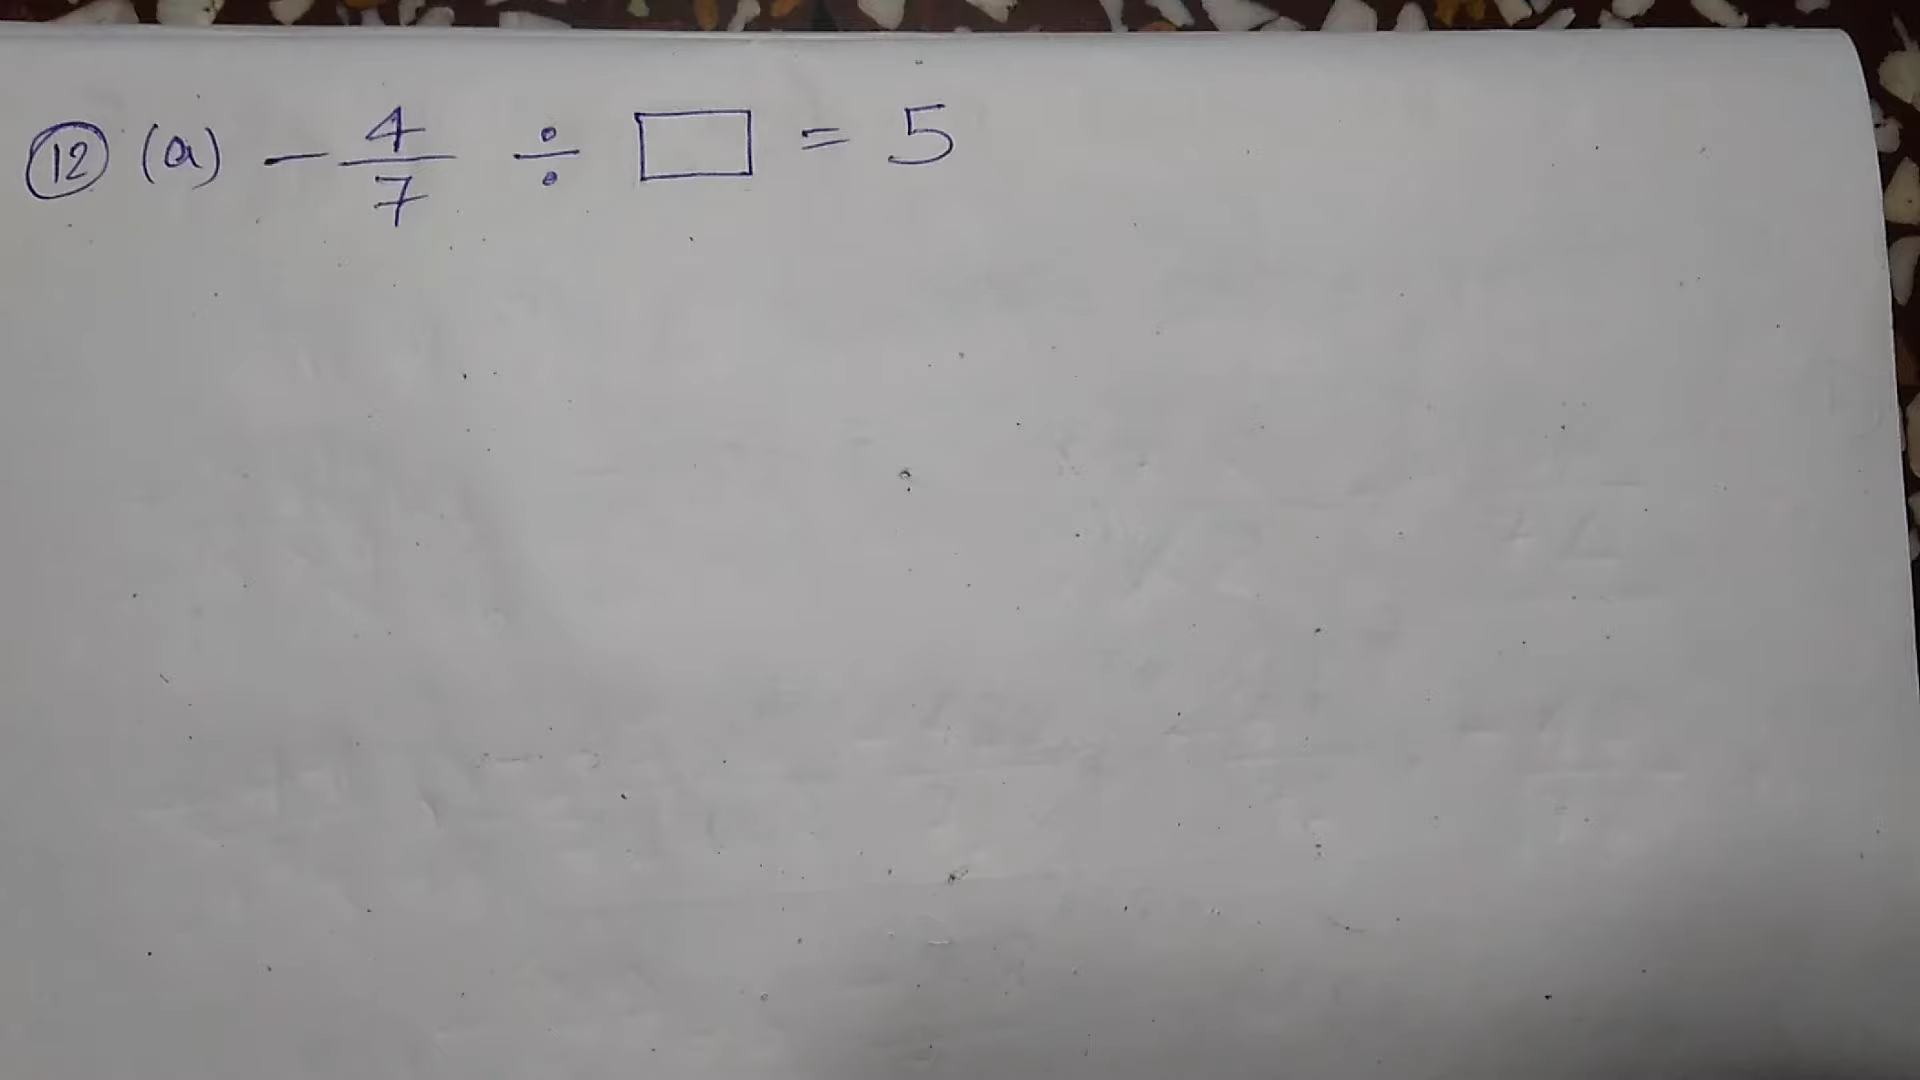 ⑫ (a) - 4/7 ÷ □ = 5